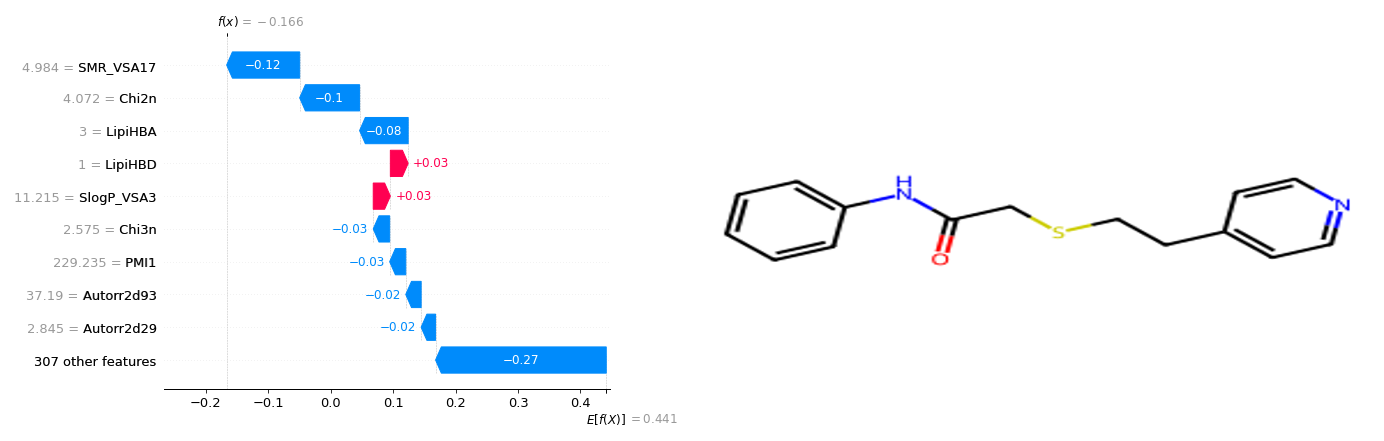 f(x) = −0.166
4.984 = SMR_VSA17
−0.12
4.072 = Chi2n
−0.1
3 = LipiHBA
−0.08
1 = LipiHBD
+0.03
11.215 = SlogP_VSA3
+0.03
2.575 = Chi3n
−0.03
229.235 = PMI1
−0.03
37.19 = Autorr2d93
−0.02
2.845 = Autorr2d29
−0.02
307 other features
−0.27
−0.2 −0.1 0.0 0.1 0.2 0.3 0.4
E[f(X)] = 0.441
H
N
O
S
N